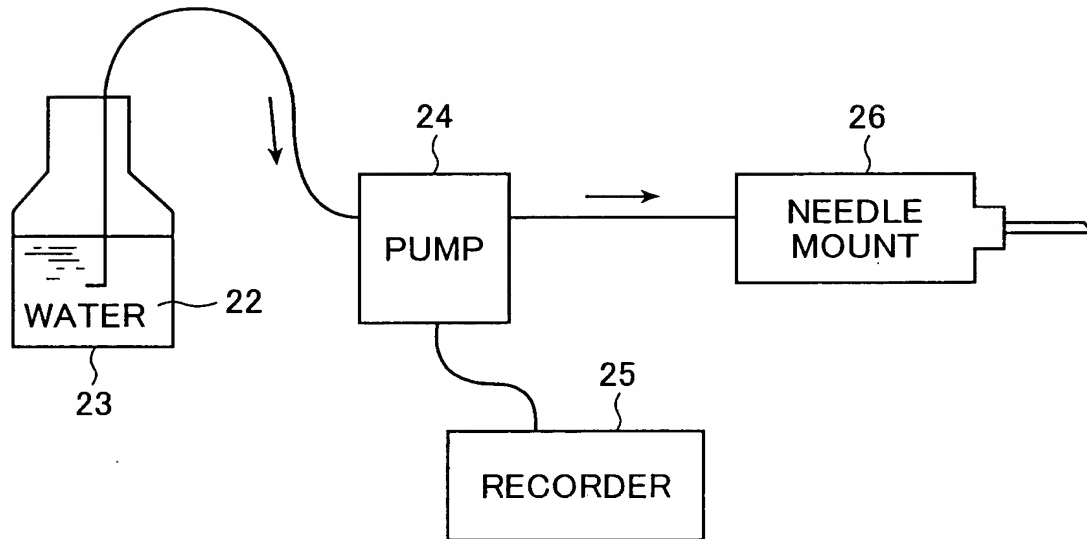 24
26
PUMP
NEEDLE
MOUNT
WATER
22
23
25
RECORDER